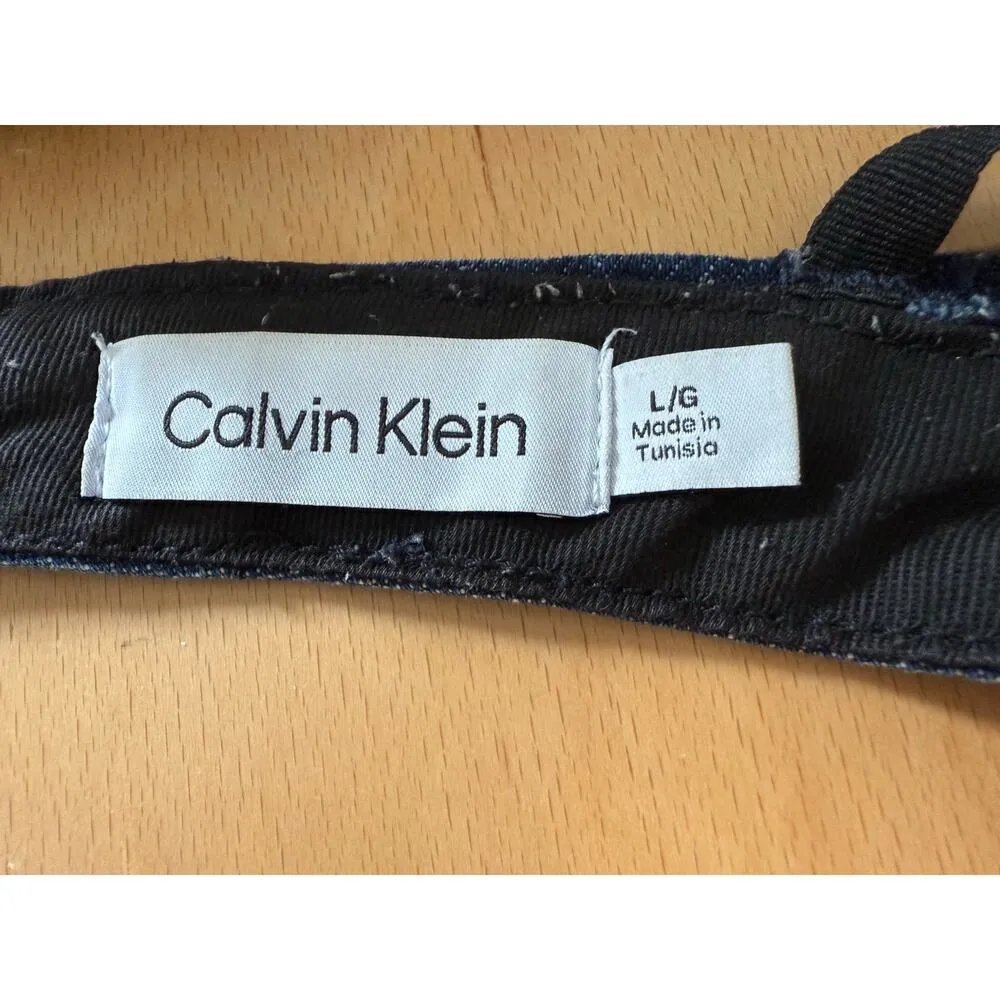 Calvin Klein
L/G
Made in
Tunisia